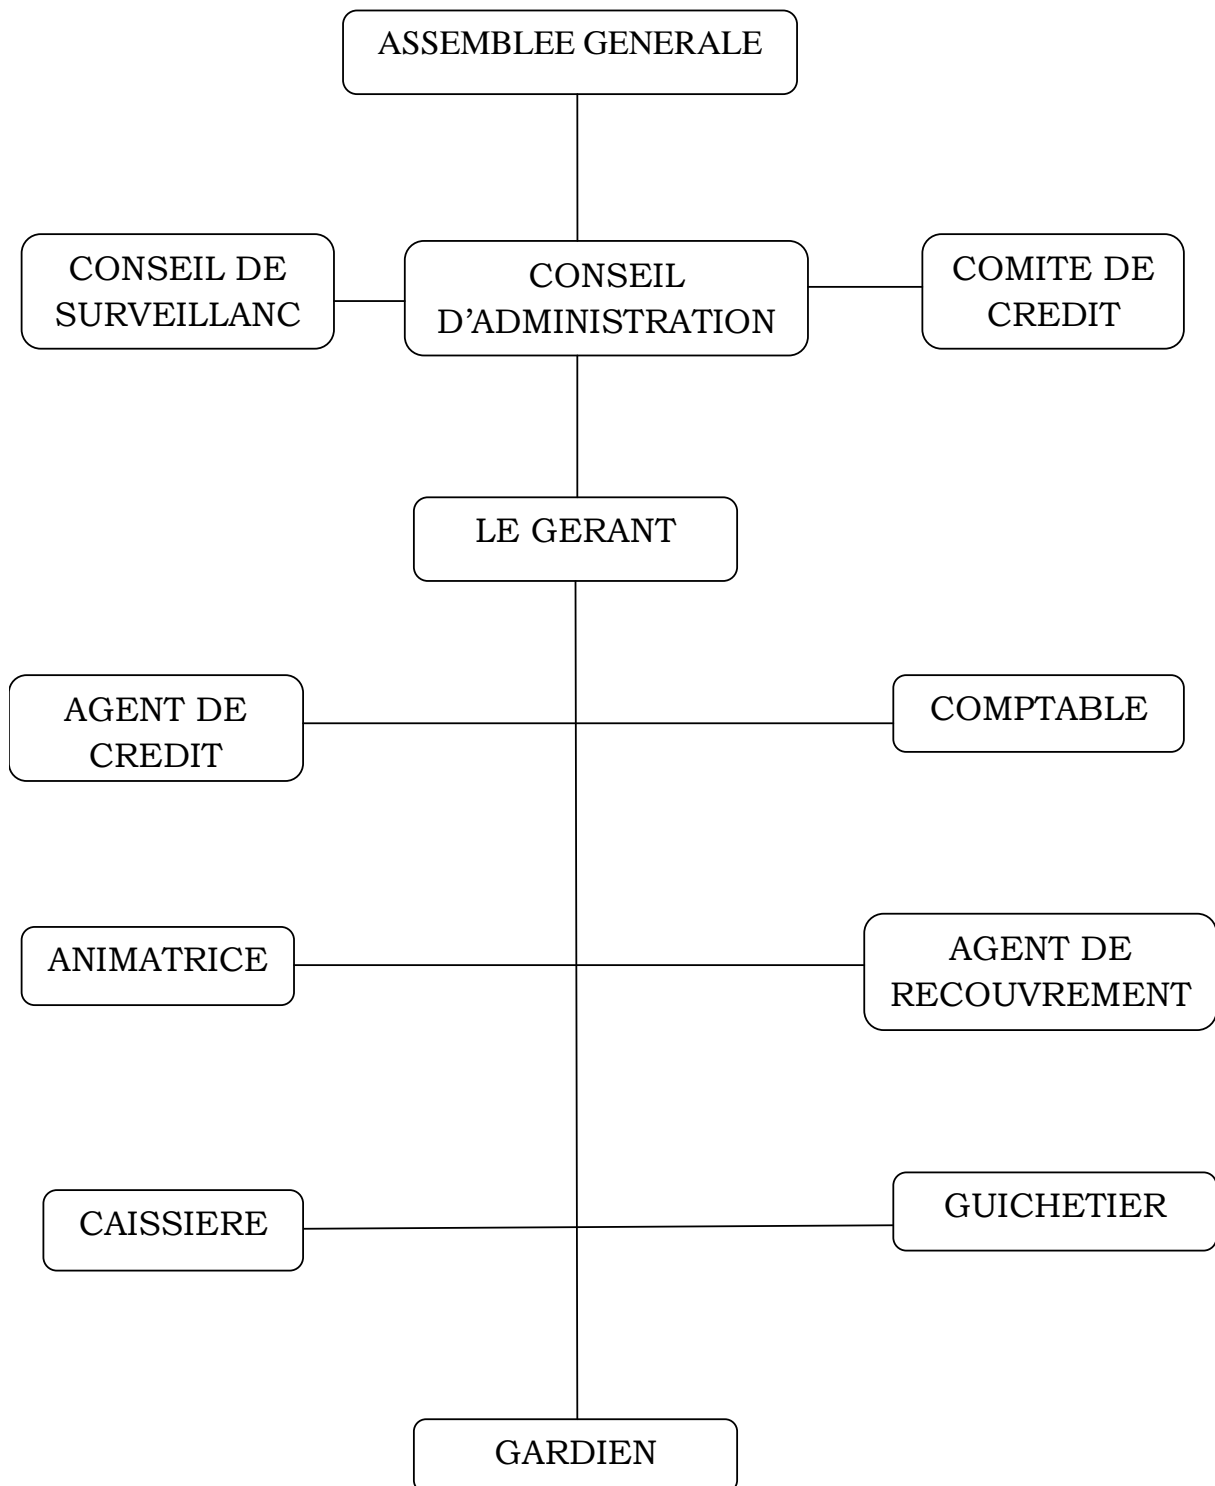 ASSEMBLEE GENERALE
CONSEIL DE
SURVEILLANC
CONSEIL
D'ADMINISTRATION
COMITE DE
CREDIT
LE GERANT
AGENT DE
CREDIT
COMPTABLE
ANIMATRICE
AGENT DE
RECOUVREMENT
CAISSIERE
GUICHETIER
GARDIEN